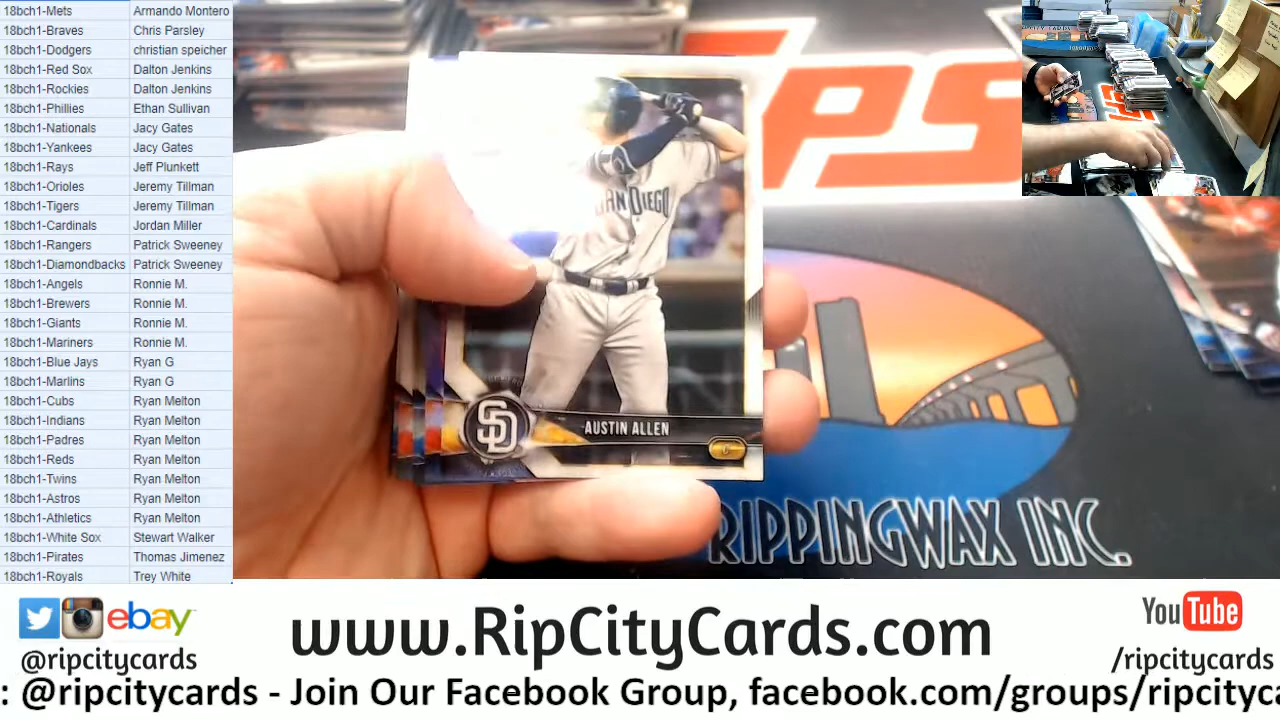 18bch1-Mets Armando Montero
18bch1-Braves Chris Parsley
18bch1-Dodgers christian speicher
18bch1-Red Sox Dalton Jenkins
18bch1-Rockies Dalton Jenkins
18bch1-Phillies Ethan Sullivan
18bch1-Nationals Jacy Gates
18bch1-Yankees Jacy Gates
18bch1-Rays Jeff Plunkett
18bch1-Orioles Jeremy Tillman
18bch1-Tigers Jeremy Tillman
18bch1-Cardinals Jordan Miller
18bch1-Rangers Patrick Sweeney
18bch1-Diamondbacks Patrick Sweeney
18bch1-Angels Ronnie M.
18bch1-Brewers Ronnie M.
18bch1-Giants Ronnie M.
18bch1-Mariners Ronnie M.
18bch1-Blue Jays Ryan G
18bch1-Marlins Ryan G
18bch1-Cubs Ryan Melton
18bch1-Indians Ryan Melton
18bch1-Padres Ryan Melton
18bch1-Reds Ryan Melton
18bch1-Twins Ryan Melton
18bch1-Astros Ryan Melton
18bch1-Athletics Ryan Melton
18bch1-White Sox Stewart Walker
18bch1-Pirates Thomas Jimenez
18bch1-Royals Trey White
PS
SAN DIEGO
SD
AUSTIN ALLEN
C
RIPPINGWAX INC.
ebay
@ripcitycards
www.RipCityCards.com
YouTube
/ripcitycards
: @ripcitycards - Join Our Facebook Group, facebook.com/groups/ripcityca